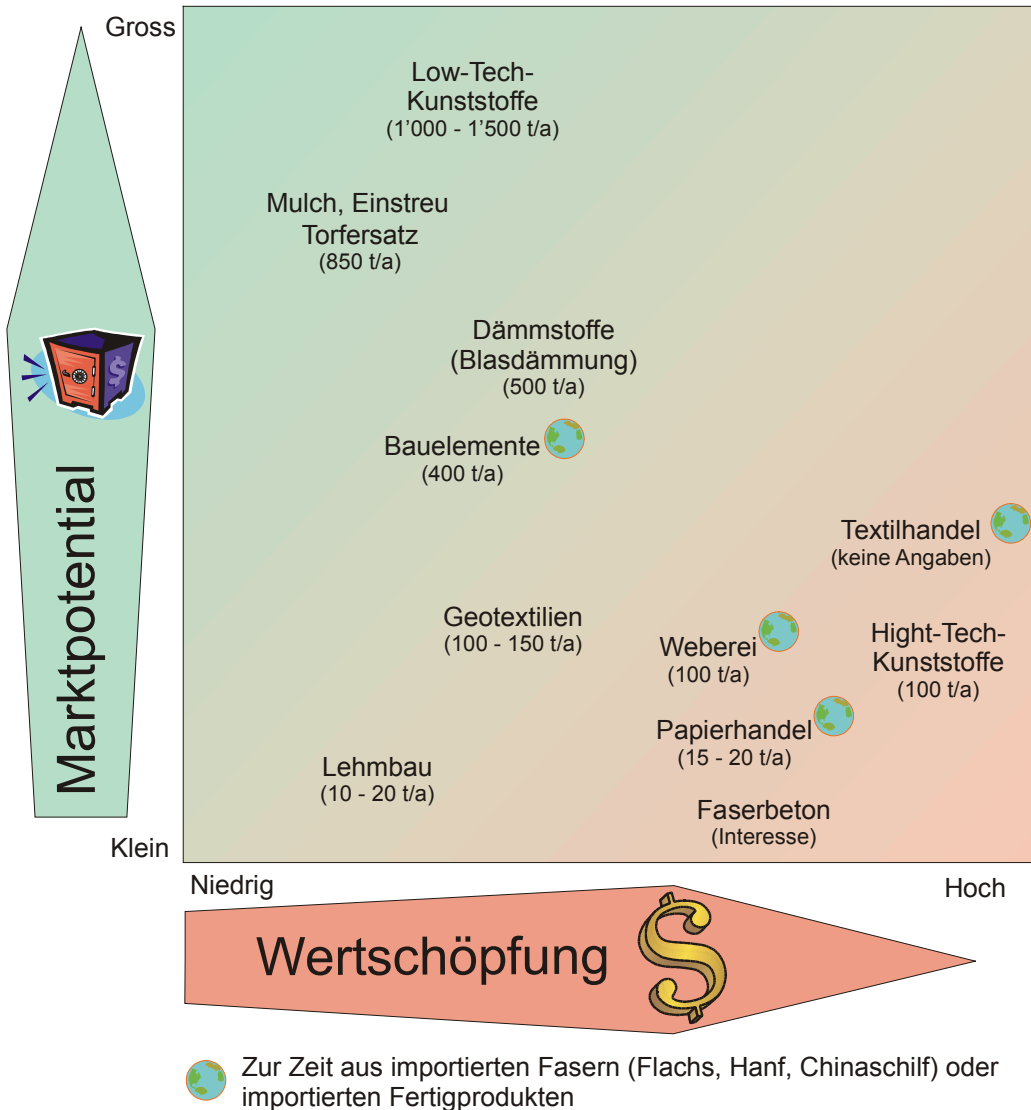 Gross
Low-Tech-
Kunststoffe
(1'000 - 1'500 t/a)
Mulch, Einstreu
Torfersatz
(850 t/a)
Dämmstoffe
(Blasdämmung)
(500 t/a)
Bauelemente
(400 t/a)
Textilhandel
(keine Angaben)
Geotextilien
(100 - 150 t/a)
Weberei
(100 t/a)
Hight-Tech-
Kunststoffe
(100 t/a)
Papierhandel
(15 - 20 t/a)
Lehmbau
(10 - 20 t/a)
Faserbeton
(Interesse)
Marktpotential
$
Klein
Niedrig
Hoch
Wertschöpfung
$
Zur Zeit aus importierten Fasern (Flachs, Hanf, Chinaschilf) oder
importierten Fertigprodukten